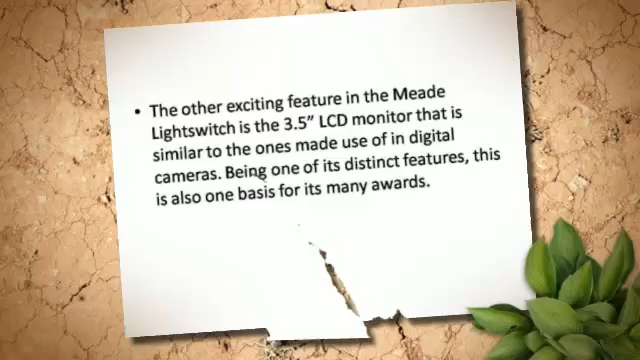 • The other exciting feature in the Meade
Lightswitch is the 3.5” LCD monitor that is
similar to the ones made use of in digital
cameras. Being one of its distinct features, this
is also one basis for its many awards.